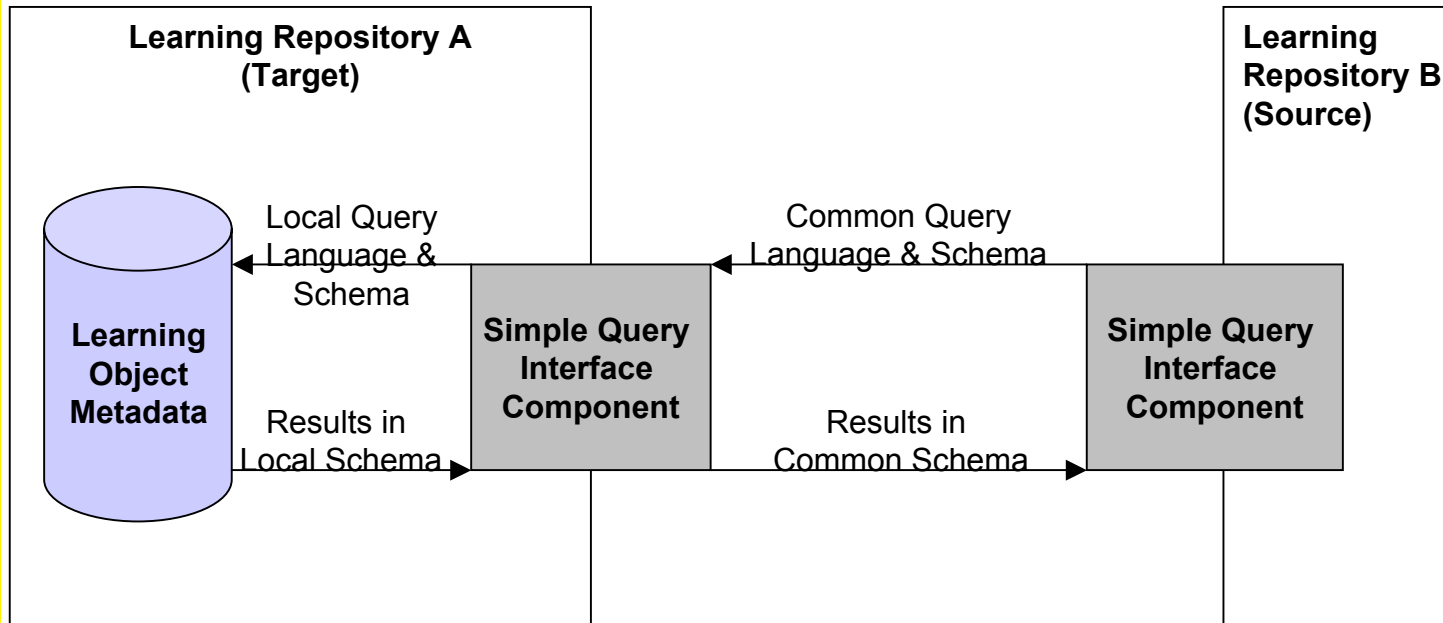 Learning Repository A
(Target)
Learning
Repository B
(Source)
Local Query
Language &
Schema
Common Query
Language & Schema
Learning
Object
Metadata
Simple Query
Interface
Component
Simple Query
Interface
Component
Results in
Local Schema
Results in
Common Schema